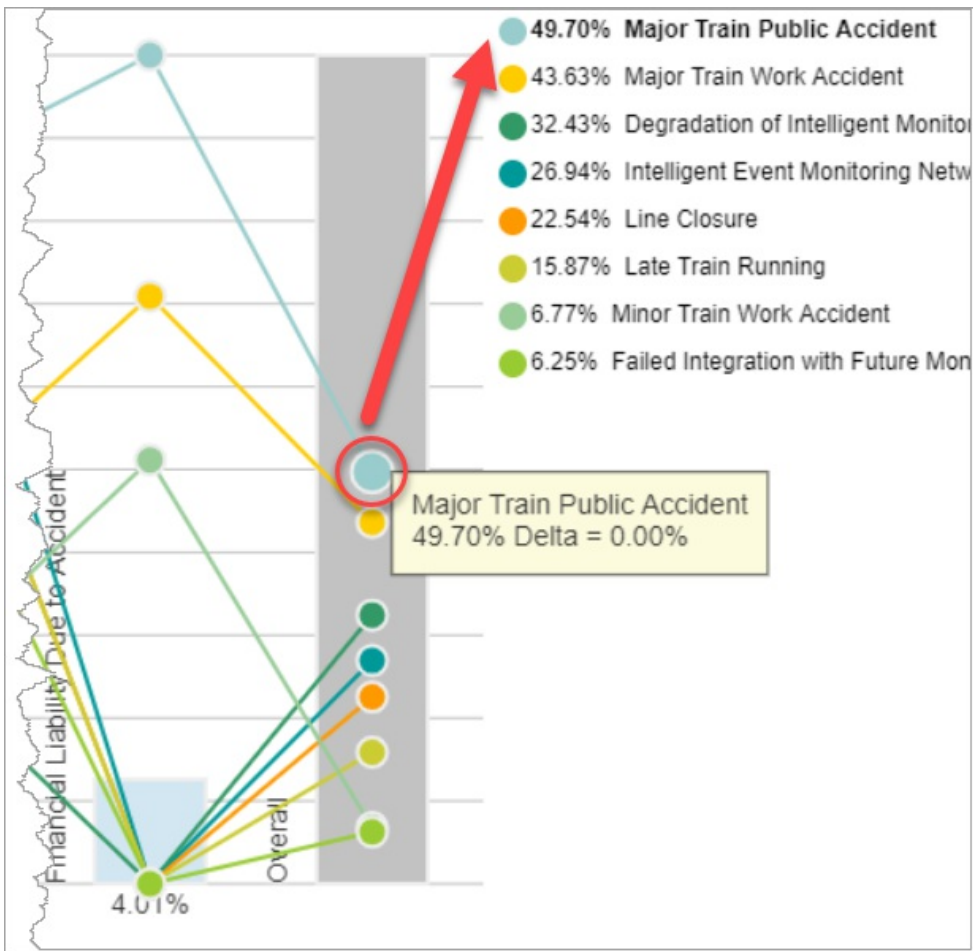 49.70% Major Train Public Accident
43.63% Major Train Work Accident
32.43% Degradation of Intelligent Monitor
26.94% Intelligent Event Monitoring Netw
22.54% Line Closure
15.87% Late Train Running
6.77% Minor Train Work Accident
6.25% Failed Integration with Future Mon
Major Train Public Accident
49.70% Delta = 0.00%
Financial Liability Due to Accident
Overall
4.01%